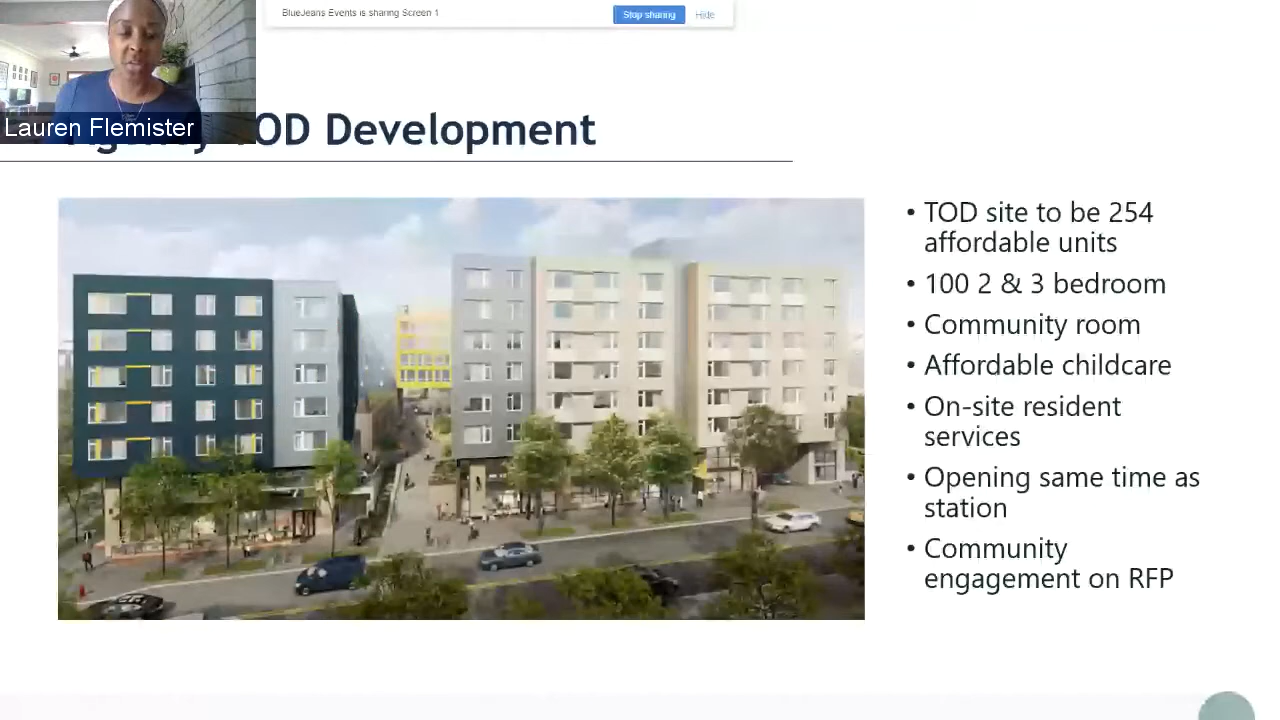 BlueJeans Events is sharing Screen 1
Stop sharing
Hide
Lauren Flemister
TOD Development
• TOD site to be 254
affordable units
• 100 2 & 3 bedroom
• Community room
• Affordable childcare
• On-site resident
services
• Opening same time as
station
• Community
engagement on RFP